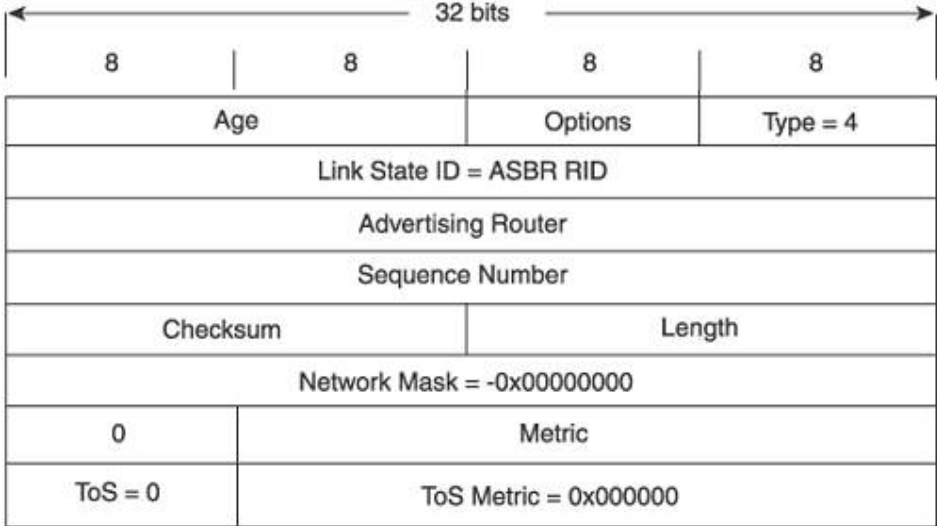 32 bits
8 8 8 8
Age Options Type = 4
Link State ID = ASBR RID
Advertising Router
Sequence Number
Checksum Length
Network Mask = -0x00000000
0 Metric
ToS = 0 ToS Metric = 0x000000